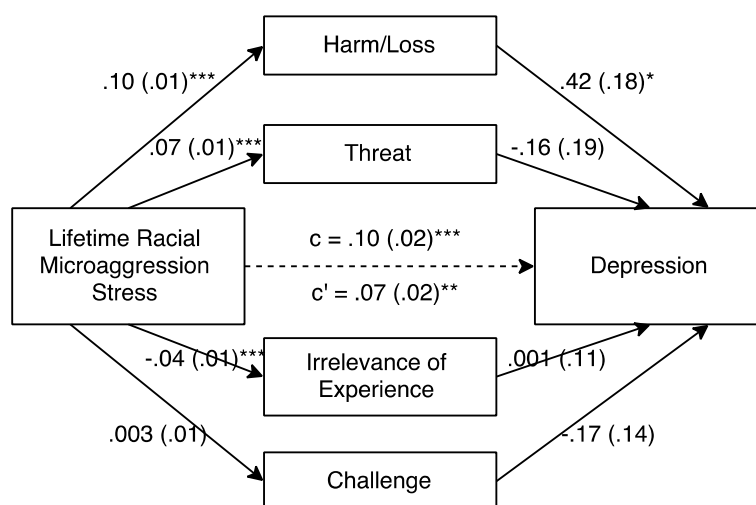 Harm/Loss
.10 (.01)***
.42 (.18)*
.07 (.01)***
Threat
-.16 (.19)
Lifetime Racial
Microaggression
Stress
c = .10 (.02)***
c' = .07 (.02)**
Depression
-.04 (.01)***
Irrelevance of
Experience
.001 (.11)
.003 (.01)
-.17 (.14)
Challenge